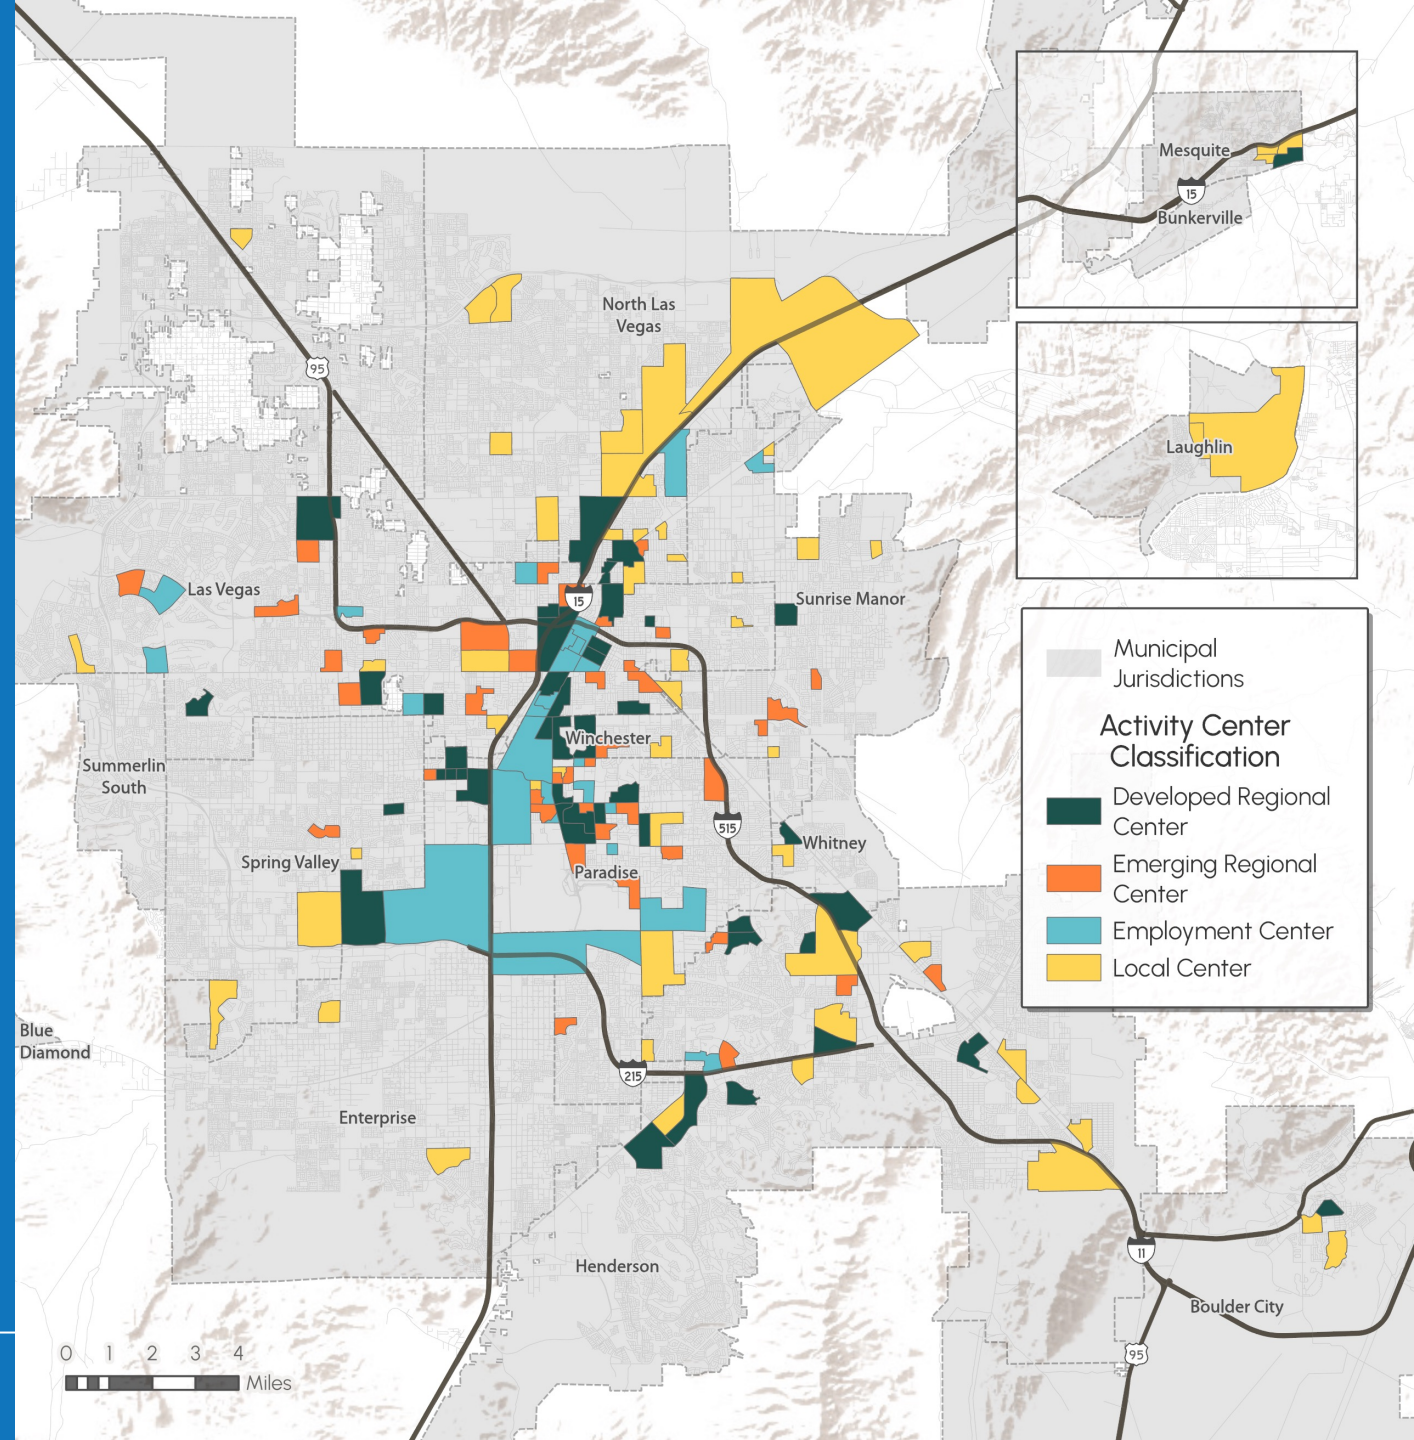 Mesquite
15
Bunkerville
North Las
Vegas
95
Laughlin
Las Vegas
15
Sunrise Manor
Municipal
Jurisdictions
Activity Center
Classification
Developed Regional
Center
Emerging Regional
Center
Employment Center
Local Center
Winchester
Summerlin
South
515
Whitney
Spring Valley
Paradise
Blue
Diamond
215
Enterprise
Henderson
11
Boulder City
95
0 1 2 3 4
Miles